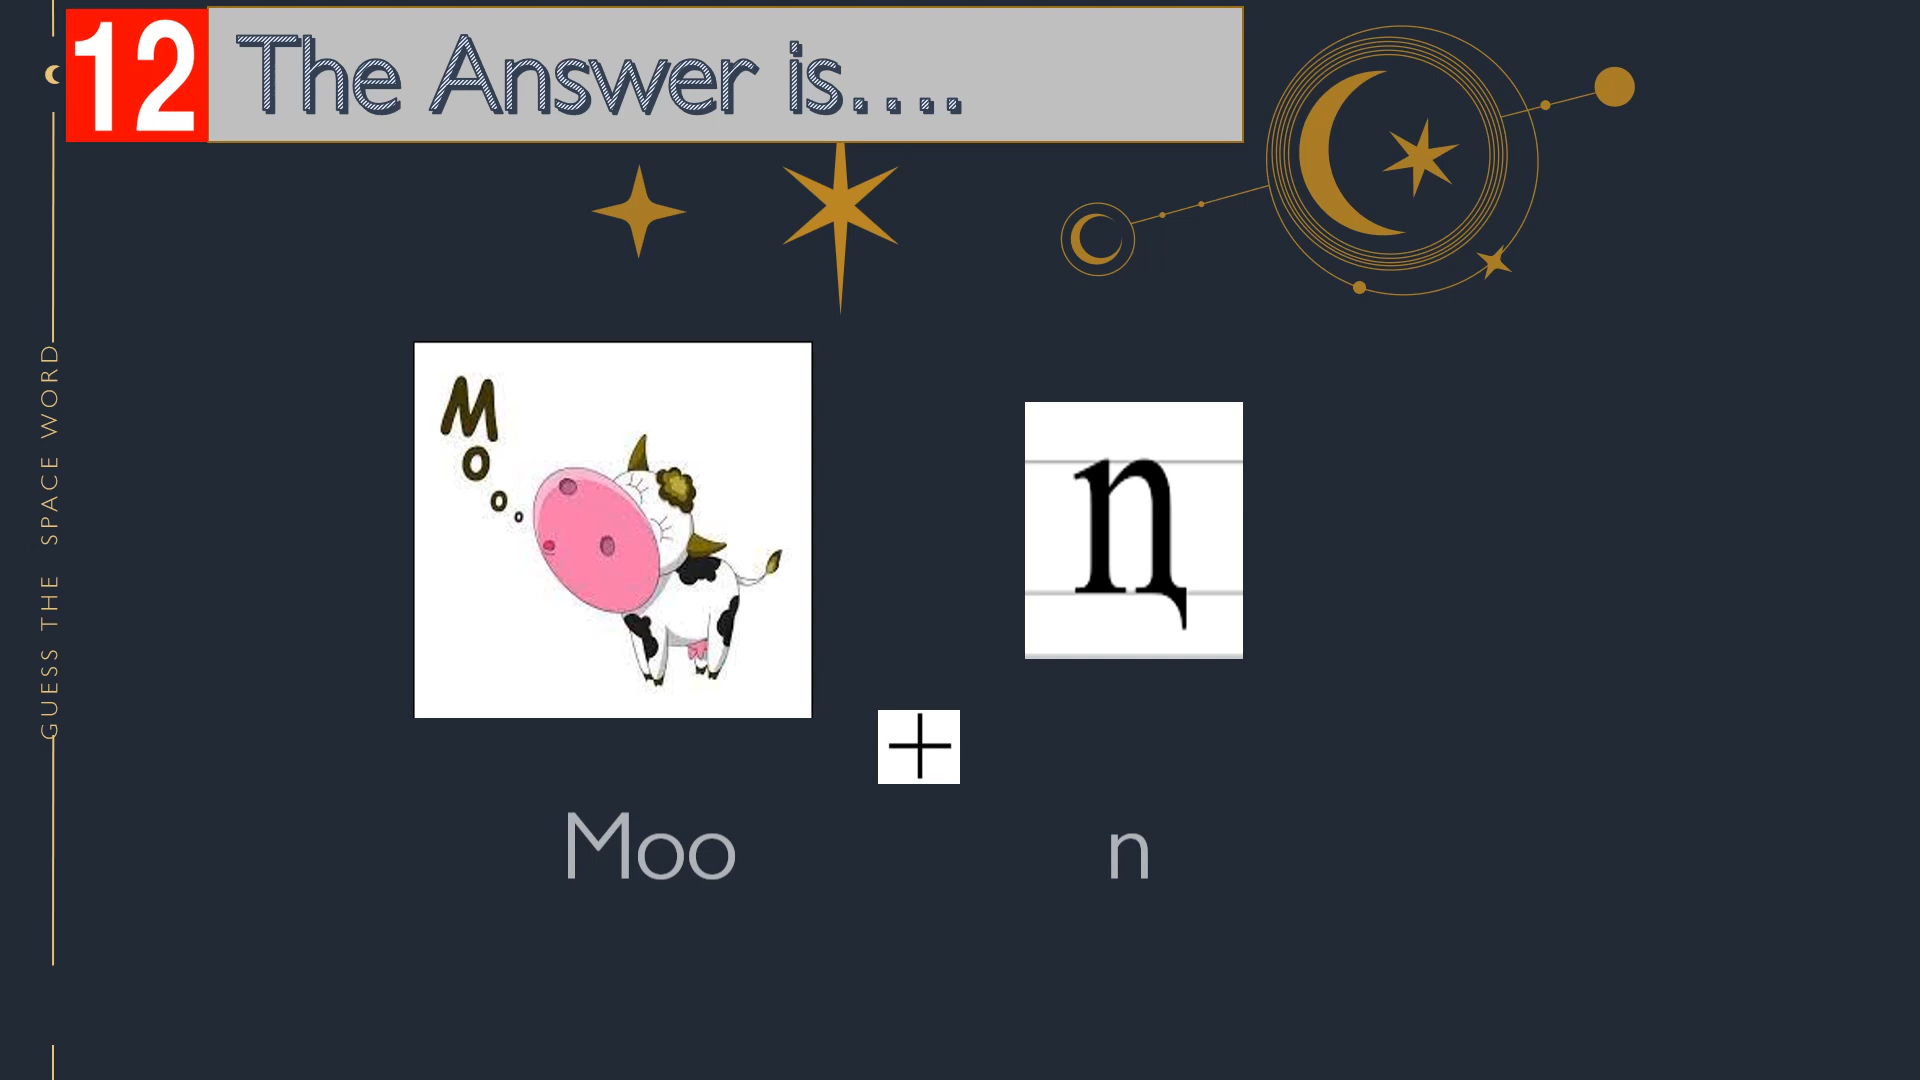 12
The Answer is....
GUESS THE SPACE WORD
M
o
o
o
ƞ
+
Moo
n